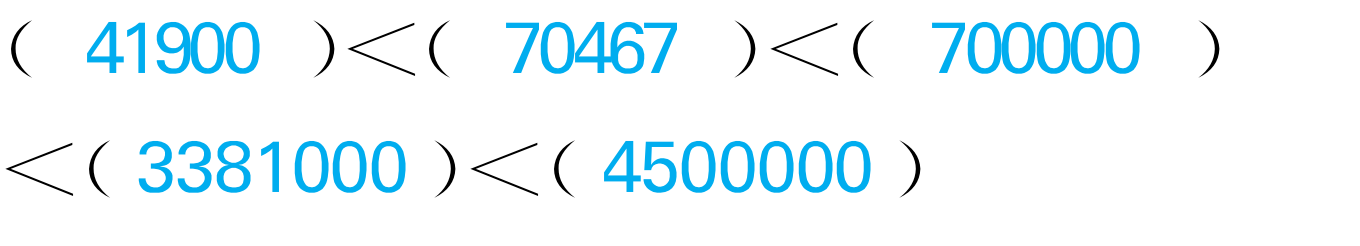 ( 41900 )<( 70467 )<( 700000 )
<( 3381000 )<( 4500000 )